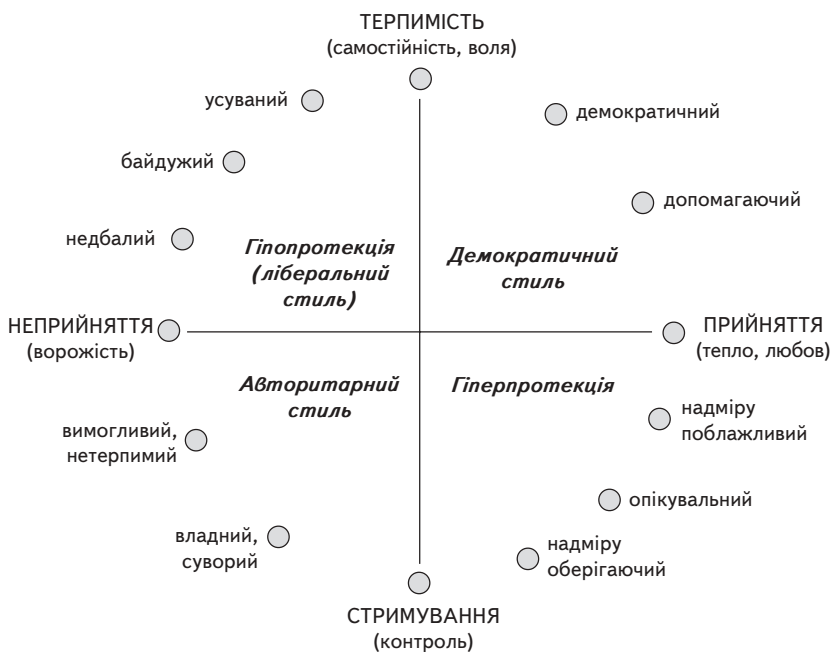 ТЕРПИМІСТЬ
(самостійність, воля)
усуваний
демократичний
байдужий
допомагаючий
недбалий
Гіпопротекція
(ліберальний
стиль)
Демократичний
стиль
НЕПРИЙНЯТТЯ
(ворожість)
ПРИЙНЯТТЯ
(тепло, любов)
Авторитарний
стиль
Гіперпротекція
надміру
поблажливий
вимогливий,
нетерпимий
опікувальний
владний,
суворий
надміру
оберігаючий
СТРИМУВАННЯ
(контроль)